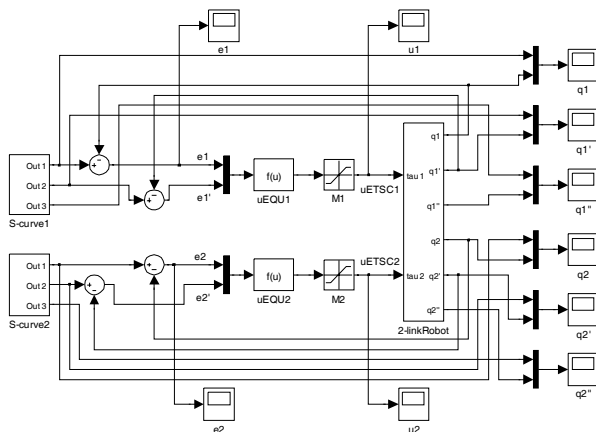 e1
u1
q1
q1'
q1"
q2
q2'
q2"
Out 1
Out 2
Out 3
S-curve1
+
-
+
-
e1
e1'
f(u)
uEQU1
M1
uETSC1
tau 1
tau 2
q1
q1'
q1"
q2
q2'
q2"
2-linkRobot
Out 1
Out 2
Out 3
S-curve2
+
-
+
-
e2
e2'
f(u)
uEQU2
M2
uETSC2
e2
u2